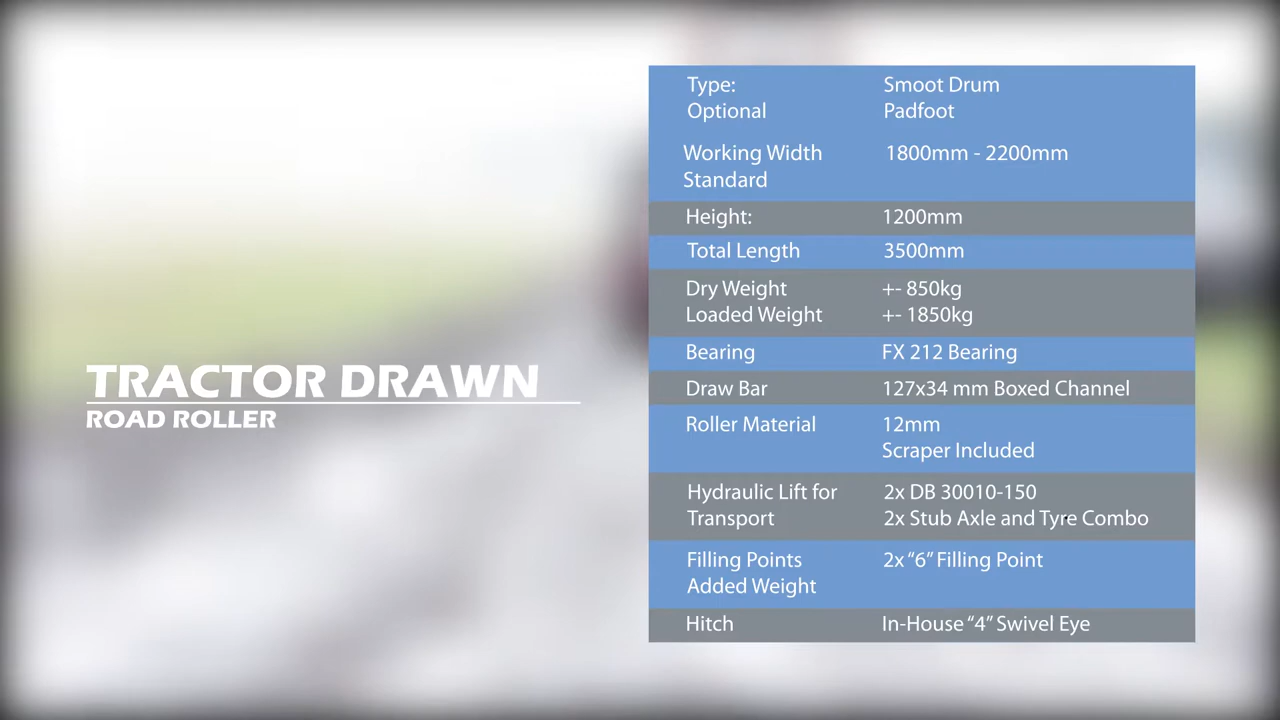 TRACTOR DRAWN
ROAD ROLLER
Type: Smoot Drum
Optional Padfoot
Working Width 1800mm - 2200mm
Standard
Height: 1200mm
Total Length 3500mm
Dry Weight +- 850kg
Loaded Weight +- 1850kg
Bearing FX 212 Bearing
Draw Bar 127x34 mm Boxed Channel
Roller Material 12mm
Scraper Included
Hydraulic Lift for 2x DB 30010-150
Transport 2x Stub Axle and Tyre Combo
Filling Points 2x “6” Filling Point
Added Weight
Hitch In-House “4” Swivel Eye